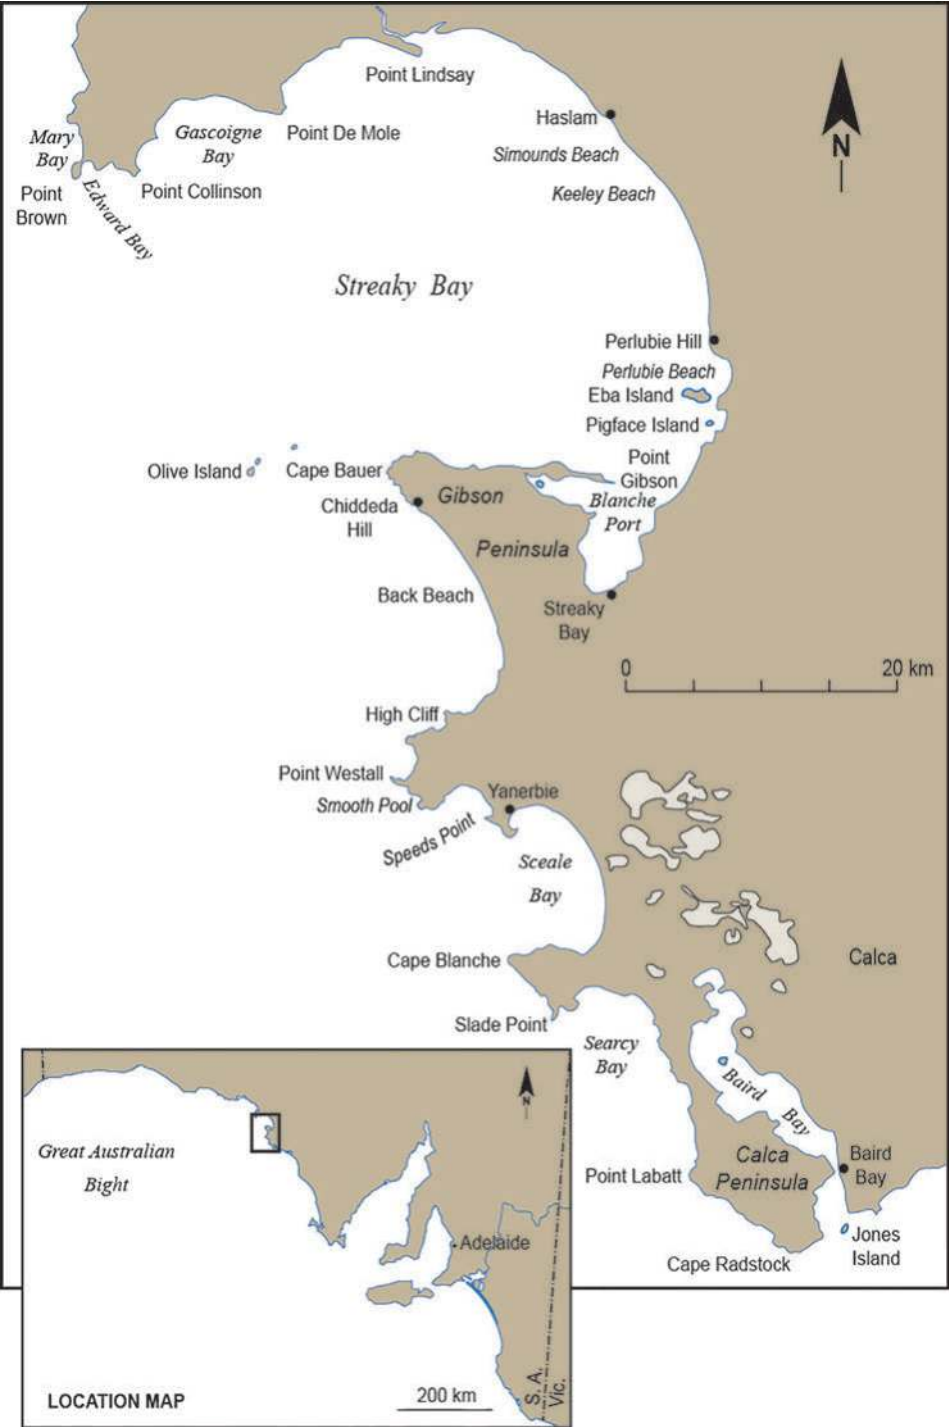 Point Lindsay
Haslam
Mary
Bay
Gascoigne
Bay
Point De Mole
N
Simounds Beach
Point
Brown
Edward Bay
Point Collinson
Keeley Beach
Streaky Bay
Perlubie Hill
Perlubie Beach
Eba Island
Pigface Island
Olive Island
Cape Bauer
Point
Gibson
Chiddeda
Hill
Gibson
Peninsula
Blanche
Port
Back Beach
Streaky
Bay
0 20 km
High Cliff
Point Westall
Smooth Pool
Yanerbie
Speeds Point
Sceale
Bay
Cape Blanche
Calca
Slade Point
Searcy
Bay
Baird
Bay
Point Labatt
Calca
Peninsula
Baird
Bay
Jones
Island
Cape Radstock
N
Great Australian
Bight
Adelaide
LOCATION MAP
200 km
S. A.
Vic.